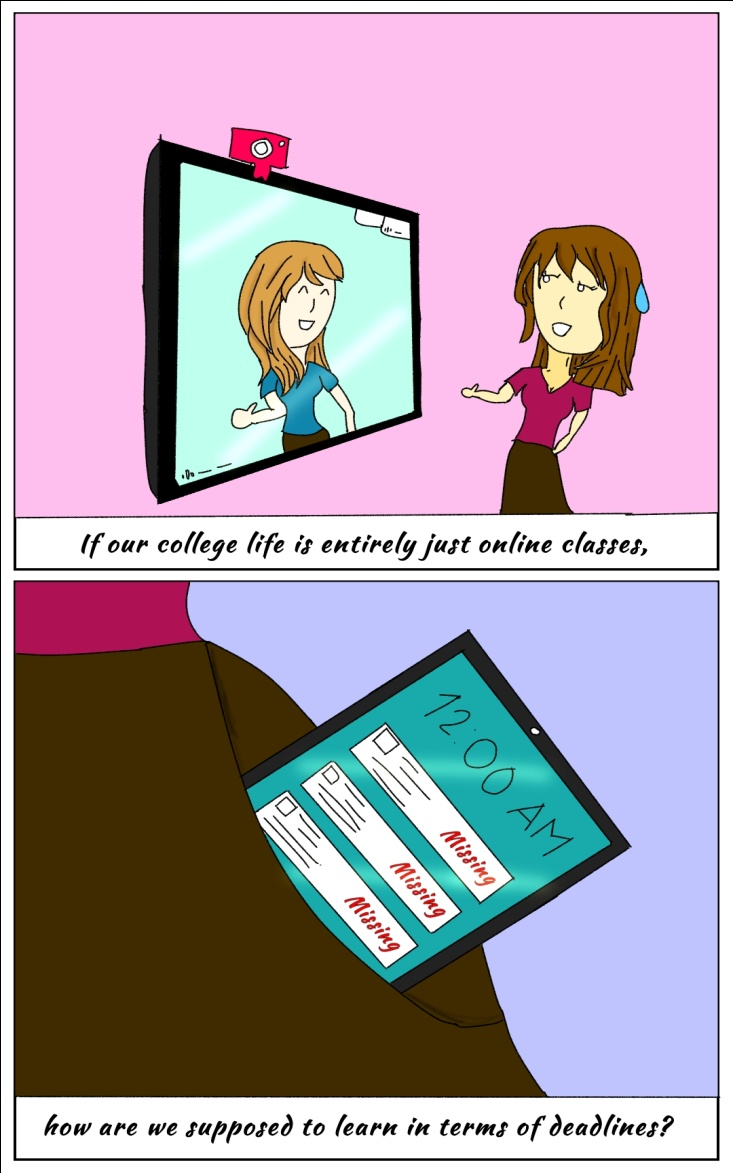 If our college life is entirely just online classes,
12:00 AM
Missing
Missing
Missing
how are we supposed to learn in terms of deadlines?